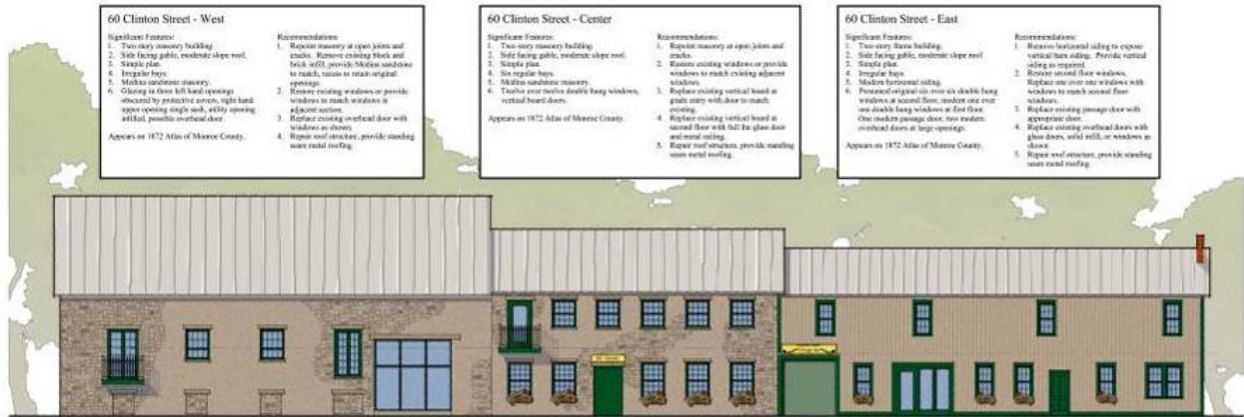 60 Clinton Street - West
Significant Features:
1. Two story masonry building.
2. Side facing gable, moderate slope roof.
3. Simple plan.
4. Irregular bays.
5. Medina sandstone masonry.
6. Glazing in three left hand openings
obscured by protective covers, right hand
upper opening single sash, utility opening
infilled, possible overhead door.
Appears on 1872 Atlas of Monroe County.
Recommendations:
1. Repoint masonry at open joints and
cracks. Remove existing block and
brick infill, provide Medina sandstone
to match, recess to retain original
openings.
2. Restore existing windows or provide
windows to match windows in
adjacent section.
3. Replace existing overhead door with
windows as shown.
4. Repair roof structure, provide standing
seam metal roofing.
60 Clinton Street - Center
Significant Features:
1. Two story masonry building.
2. Side facing gable, moderate slope roof.
3. Simple plan.
4. Six regular bays.
5. Medina sandstone masonry.
6. Twelve over twelve double hung windows,
vertical board doors.
Appears on 1872 Atlas of Monroe County.
Recommendations:
1. Repoint masonry at open joints and
cracks.
2. Restore existing windows or provide
windows to match existing adjacent
windows.
3. Replace existing vertical board at
grade entry with door to match
existing.
4. Replace existing vertical board at
second floor with full lite glass door
and metal railing.
5. Repair roof structure, provide standing
seam metal roofing.
60 Clinton Street - East
Significant Features:
1. Two story frame building.
2. Side facing gable, moderate slope roof.
3. Simple plan.
4. Irregular bays.
5. Modern horizontal siding.
6. Presumed original six over six double hung
windows at second floor, modern one over
one double hung windows at first floor.
One modern passage door, two modern
overhead doors at large openings.
Appears on 1872 Atlas of Monroe County.
Recommendations:
1. Remove horizontal siding to expose
vertical barn siding. Provide vertical
siding as required.
2. Restore second floor windows.
Replace one over one windows with
windows to match second floor
windows.
3. Replace existing passage door with
appropriate door.
4. Replace existing overhead doors with
glass doors, solid infill, or windows as
shown.
5. Repair roof structure, provide standing
seam metal roofing.